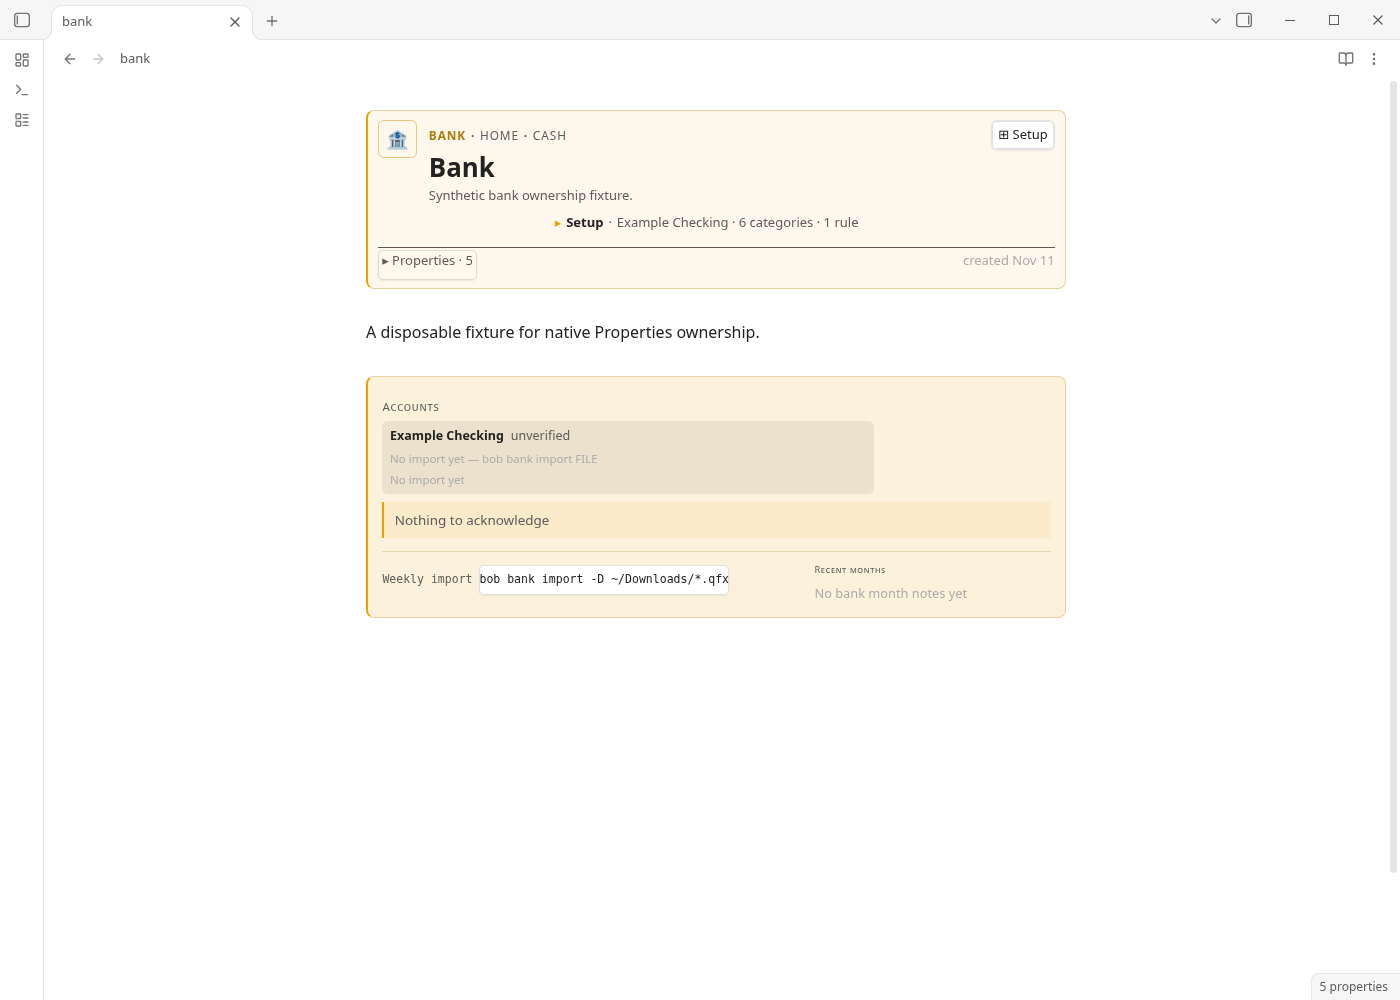 bank
bank
BANK · HOME · CASH
⊞ Setup
Bank
Synthetic bank ownership fixture.
▸ Setup · Example Checking · 6 categories · 1 rule
▸ Properties · 5
created Nov 11
A disposable fixture for native Properties ownership.
Accounts
Example Checking unverified
No import yet — bob bank import FILE
No import yet
Nothing to acknowledge
Weekly import bob bank import -D ~/Downloads/*.qfx
Recent months
No bank month notes yet
5 properties